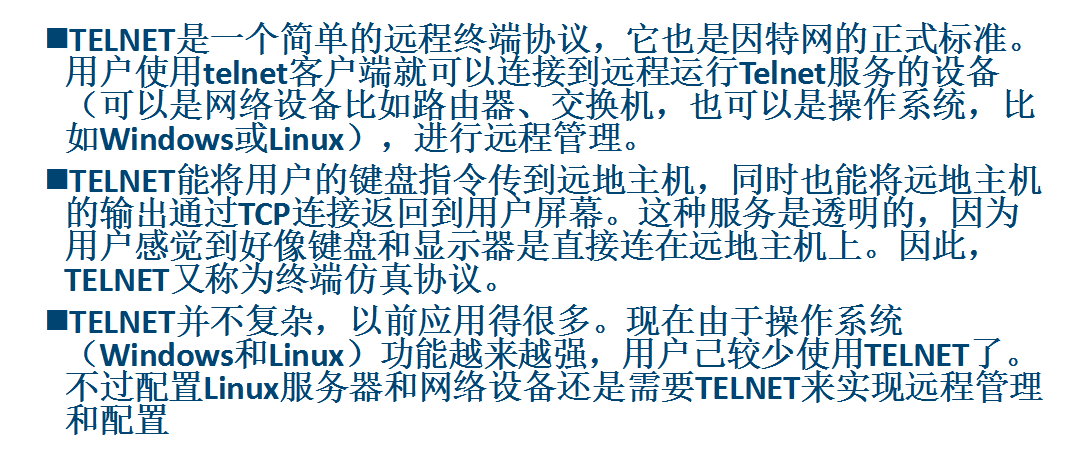 ■TELNET是一个简单的远程终端协议，它也是因特网的正式标准。
用户使用telnet客户端就可以连接到远程运行Telnet服务的设备
（可以是网络设备比如路由器、交换机，也可以是操作系统，比
如Windows或Linux），进行远程管理。
■TELNET能将用户的键盘指令传到远地主机，同时也能将远地主机
的输出通过TCP连接返回到用户屏幕。这种服务是透明的，因为
用户感觉到好像键盘和显示器是直接连在远地主机上。因此，
TELNET又称为终端仿真协议。
■TELNET并不复杂，以前应用得很多。现在由于操作系统
（Windows和Linux）功能越来越强，用户己较少使用TELNET了。
不过配置Linux服务器和网络设备还是需要TELNET来实现远程管理
和配置